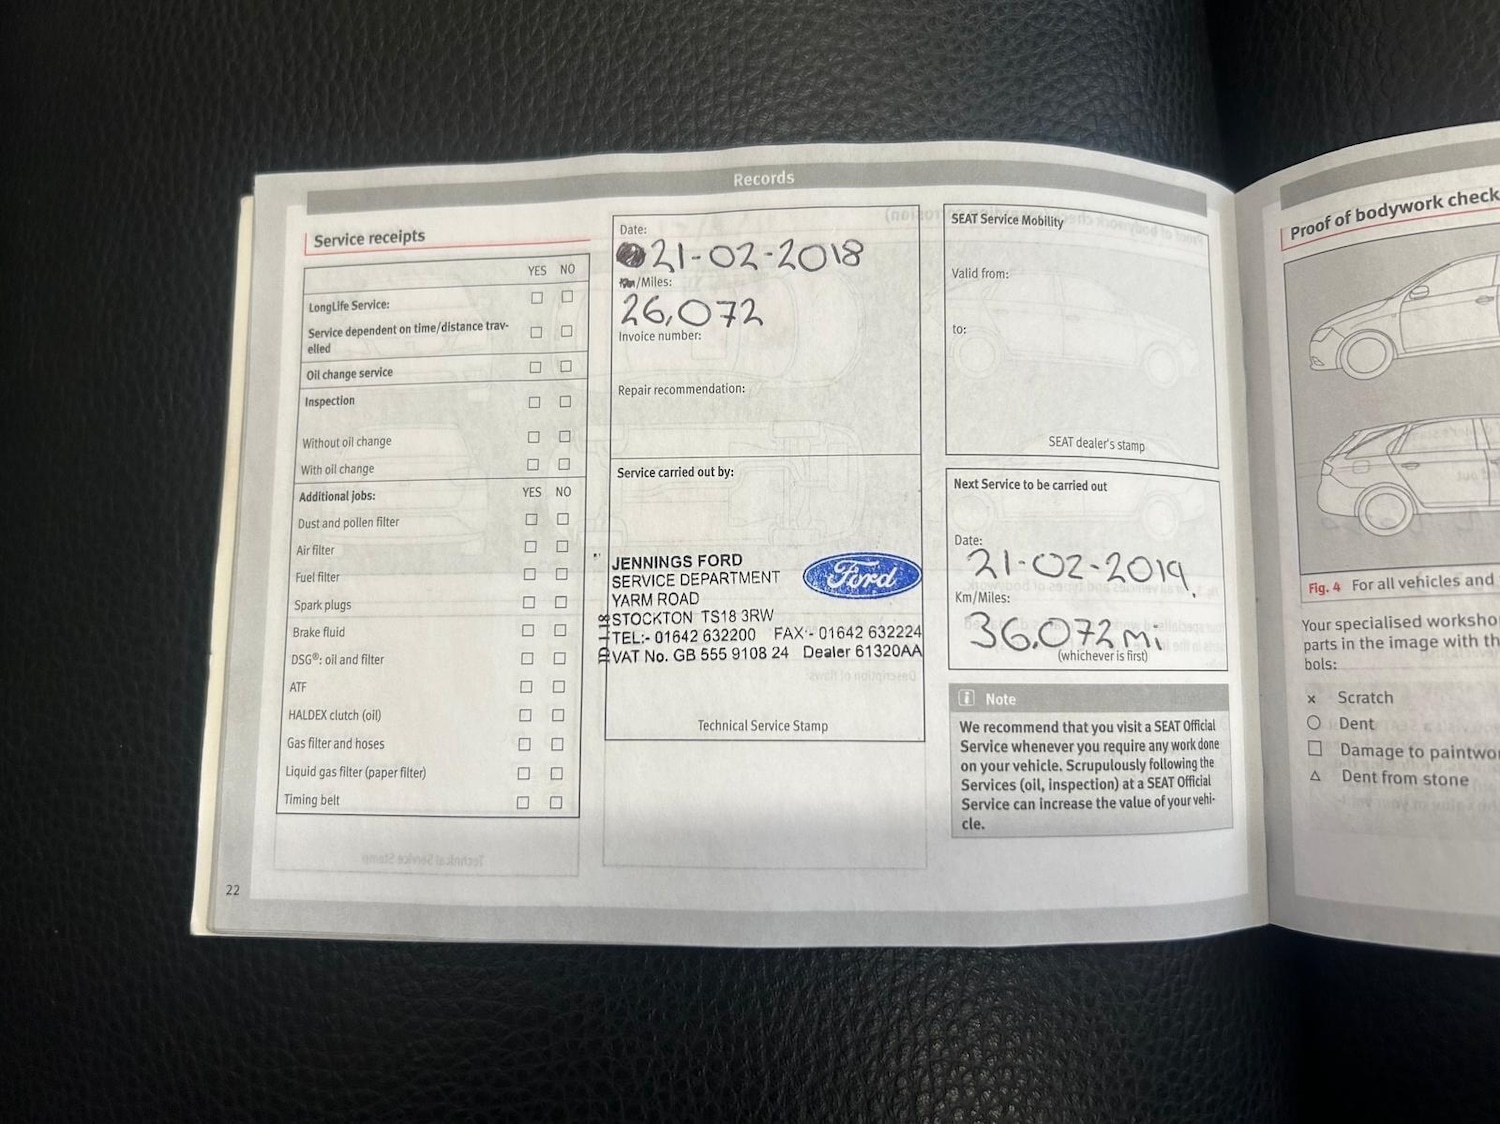 Records
Service receipts
YES NO
LongLife Service:
Service dependent on time/distance trav-
elled
Oil change service
Inspection
Without oil change
With oil change
Additional jobs: YES NO
Dust and pollen filter
Air filter
Fuel filter
Spark plugs
Brake fluid
DSG®: oil and filter
ATF
HALDEX clutch (oil)
Gas filter and hoses
Liquid gas filter (paper filter)
Timing belt
22
Date:
21-02-2018
/Miles:
26,072
Invoice number:
Repair recommendation:
Service carried out by:
JENNINGS FORD
SERVICE DEPARTMENT
YARM ROAD
STOCKTON TS18 3RW
TEL:- 01642 632200 FAX:- 01642 632224
VAT No. GB 555 9108 24 Dealer 61320AA
Ford
Technical Service Stamp
SEAT Service Mobility
Valid from:
to:
SEAT dealer's stamp
Next Service to be carried out
Date:
21-02-2019.
Km/Miles:
36.072mi
(whichever is first)
i Note
We recommend that you visit a SEAT Official
Service whenever you require any work done
on your vehicle. Scrupulously following the
Services (oil, inspection) at a SEAT Official
Service can increase the value of your vehi-
cle.
Proof of bodywork check
Fig. 4 For all vehicles and
Your specialised worksho
parts in the image with th
bols:
x Scratch
Dent
Damage to paintwor
Dent from stone